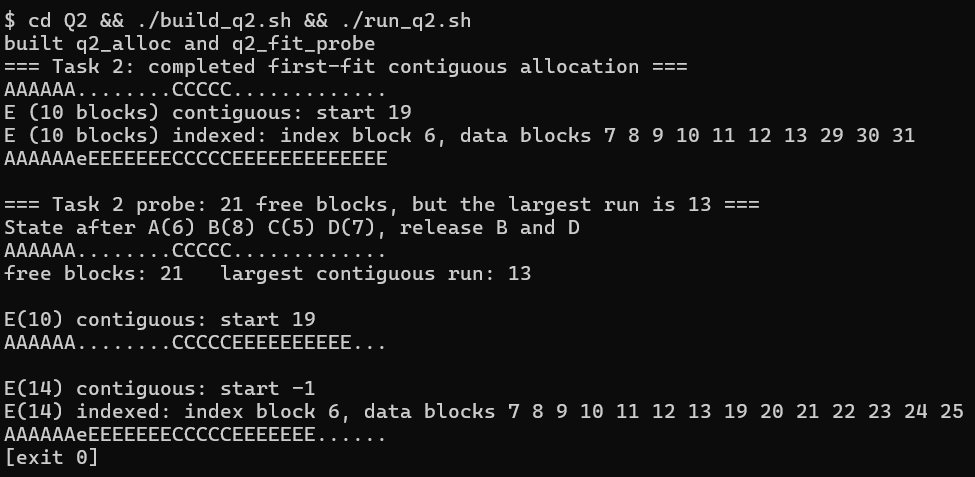 $ cd Q2 && ./build_q2.sh && ./run_q2.sh
built q2_alloc and q2_fit_probe
=== Task 2: completed first-fit contiguous allocation ===
AAAAAA........CCCCC.............
E (10 blocks) contiguous: start 19
E (10 blocks) indexed: index block 6, data blocks 7 8 9 10 11 12 13 29 30 31
AAAAAAeEEEEEEECCCCCEEEEEEEEEEEEE
=== Task 2 probe: 21 free blocks, but the largest run is 13 ===
State after A(6) B(8) C(5) D(7), release B and D
AAAAAA........CCCCC.............
free blocks: 21   largest contiguous run: 13
E(10) contiguous: start 19
AAAAAA........CCCCCEEEEEEEEEE...
E(14) contiguous: start -1
E(14) indexed: index block 6, data blocks 7 8 9 10 11 12 13 19 20 21 22 23 24 25
AAAAAAeEEEEEEECCCCCEEEEEEE......
[exit 0]